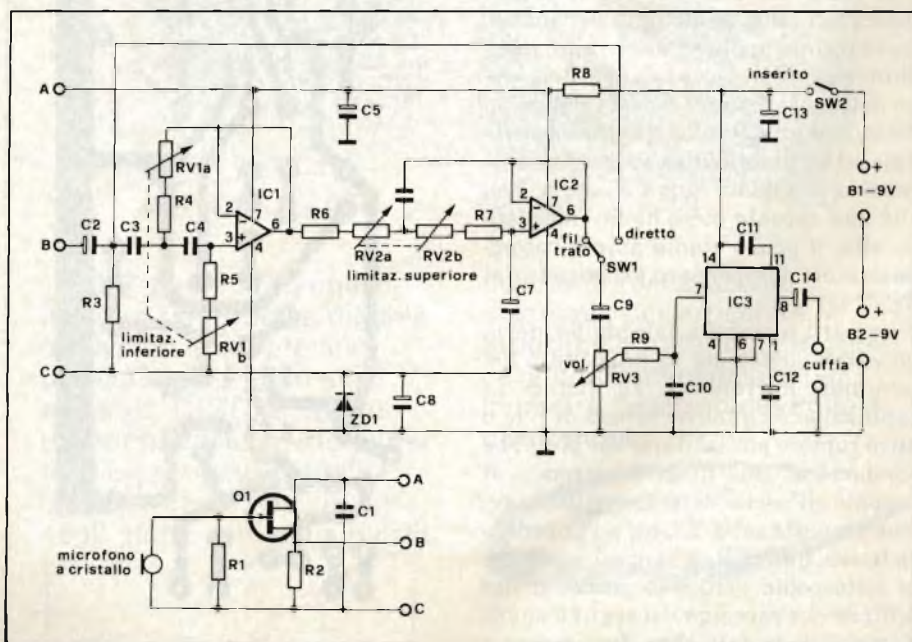 A
R8
inserito
SW2
C5
C13
RV1a
R4
IC1
2
7
6
3
4
IC2
2
7
6
3
4
+
B1-9V
B
C2
C3
C4
R6
RV2a
RV2b
R7
limitaz. superiore
filtrato
diretto
SW1
R3
R5
limitaz.
inferiore
RV1
b
C7
C9
C11
14
11
7
IC3
C14
8
4
6
7
1
+
B2-9V
C
ZD1
C8
vol.
RV3
R9
C10
C12
cuffia
Q1
A
C1
microfono
a cristallo
R1
R2
B
C